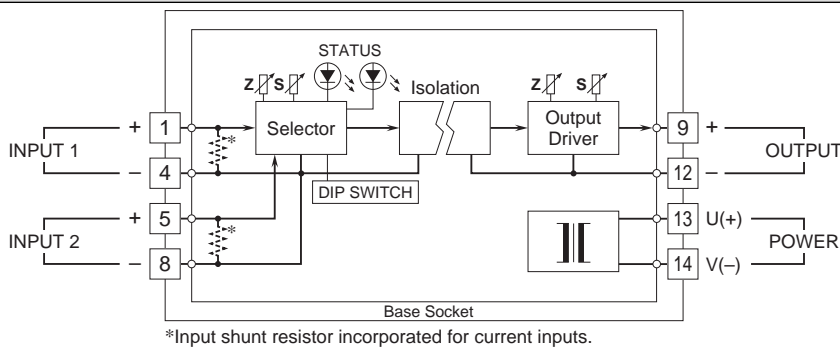 STATUS
Z S
Isolation
Z S
+ 1
Selector
Output
Driver
9 +
INPUT 1
*
OUTPUT
– 4
12 –
DIP SWITCH
+ 5
13 U(+)
INPUT 2
*
POWER
– 8
14 V(–)
Base Socket
*Input shunt resistor incorporated for current inputs.